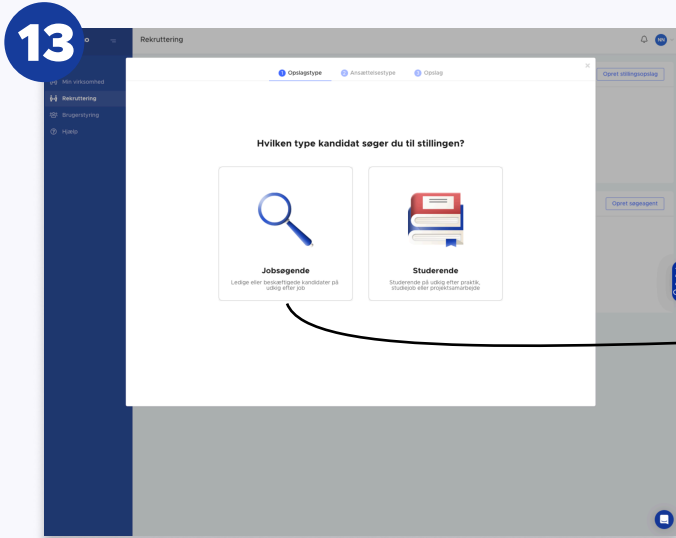 13
Rekruttering
NN
Min virksomhed
Rekruttering
Brugerstyring
Hjælp
1 Opslagstype
2 Ansættelsestype
3 Opslag
Opret stillingsopslag
Opret søgeagent
Hvilken type kandidat søger du til stillingen?
Jobsøgende
Ledige eller beskæftigede kandidater på
udkig efter job
Studerende
Studerende på udkig efter praktik,
studiejob eller projektsamarbejde